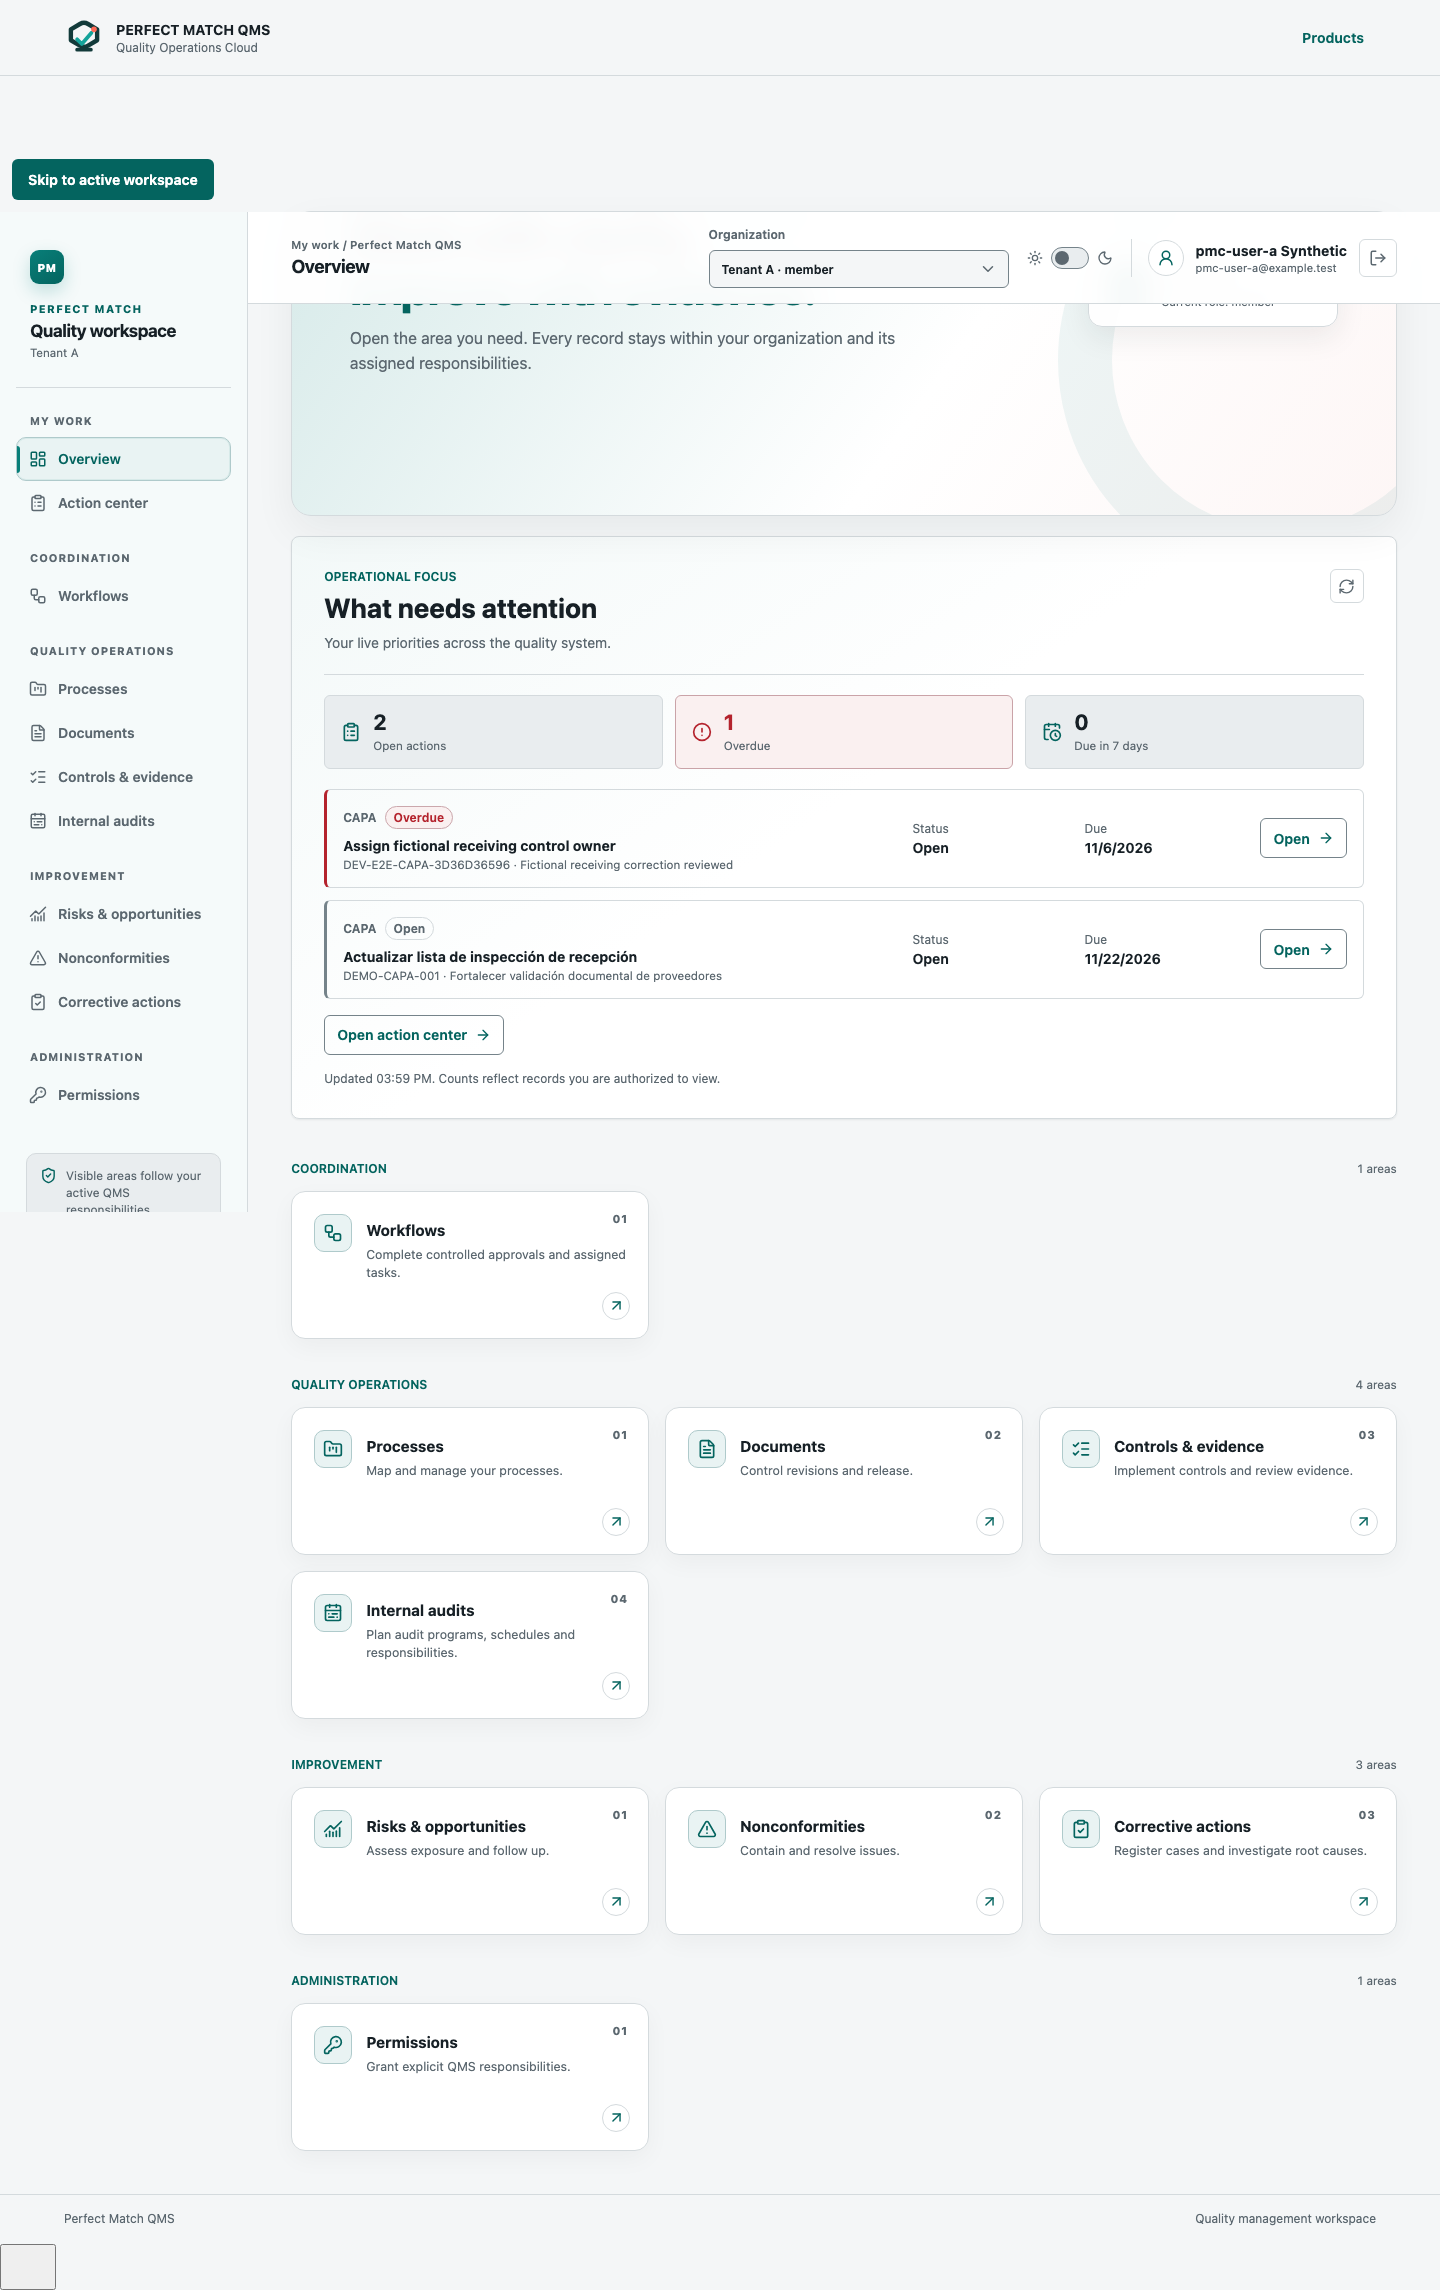 PERFECT MATCH QMS
Quality Operations Cloud
Products
Skip to active workspace
PM
PERFECT MATCH
Quality workspace
Tenant A
MY WORK
Overview
Action center
COORDINATION
Workflows
QUALITY OPERATIONS
Processes
Documents
Controls & evidence
Internal audits
IMPROVEMENT
Risks & opportunities
Nonconformities
Corrective actions
ADMINISTRATION
Permissions
Visible areas follow your
active QMS
responsibilities
My work / Perfect Match QMS
Overview
Organization
Tenant A · member
pmc-user-a Synthetic
pmc-user-a@example.test
Current role: member
Open the area you need. Every record stays within your organization and its
assigned responsibilities.
OPERATIONAL FOCUS
What needs attention
Your live priorities across the quality system.
2
Open actions
1
Overdue
0
Due in 7 days
CAPA Overdue
Assign fictional receiving control owner
DEV-E2E-CAPA-3D36D36596 · Fictional receiving correction reviewed
Status
Open
Due
11/6/2026
Open
CAPA Open
Actualizar lista de inspección de recepción
DEMO-CAPA-001 · Fortalecer validación documental de proveedores
Status
Open
Due
11/22/2026
Open
Open action center
Updated 03:59 PM. Counts reflect records you are authorized to view.
COORDINATION
1 areas
01
Workflows
Complete controlled approvals and assigned
tasks.
QUALITY OPERATIONS
4 areas
01
Processes
Map and manage your processes.
02
Documents
Control revisions and release.
03
Controls & evidence
Implement controls and review evidence.
04
Internal audits
Plan audit programs, schedules and
responsibilities.
IMPROVEMENT
3 areas
01
Risks & opportunities
Assess exposure and follow up.
02
Nonconformities
Contain and resolve issues.
03
Corrective actions
Register cases and investigate root causes.
ADMINISTRATION
1 areas
01
Permissions
Grant explicit QMS responsibilities.
Perfect Match QMS
Quality management workspace